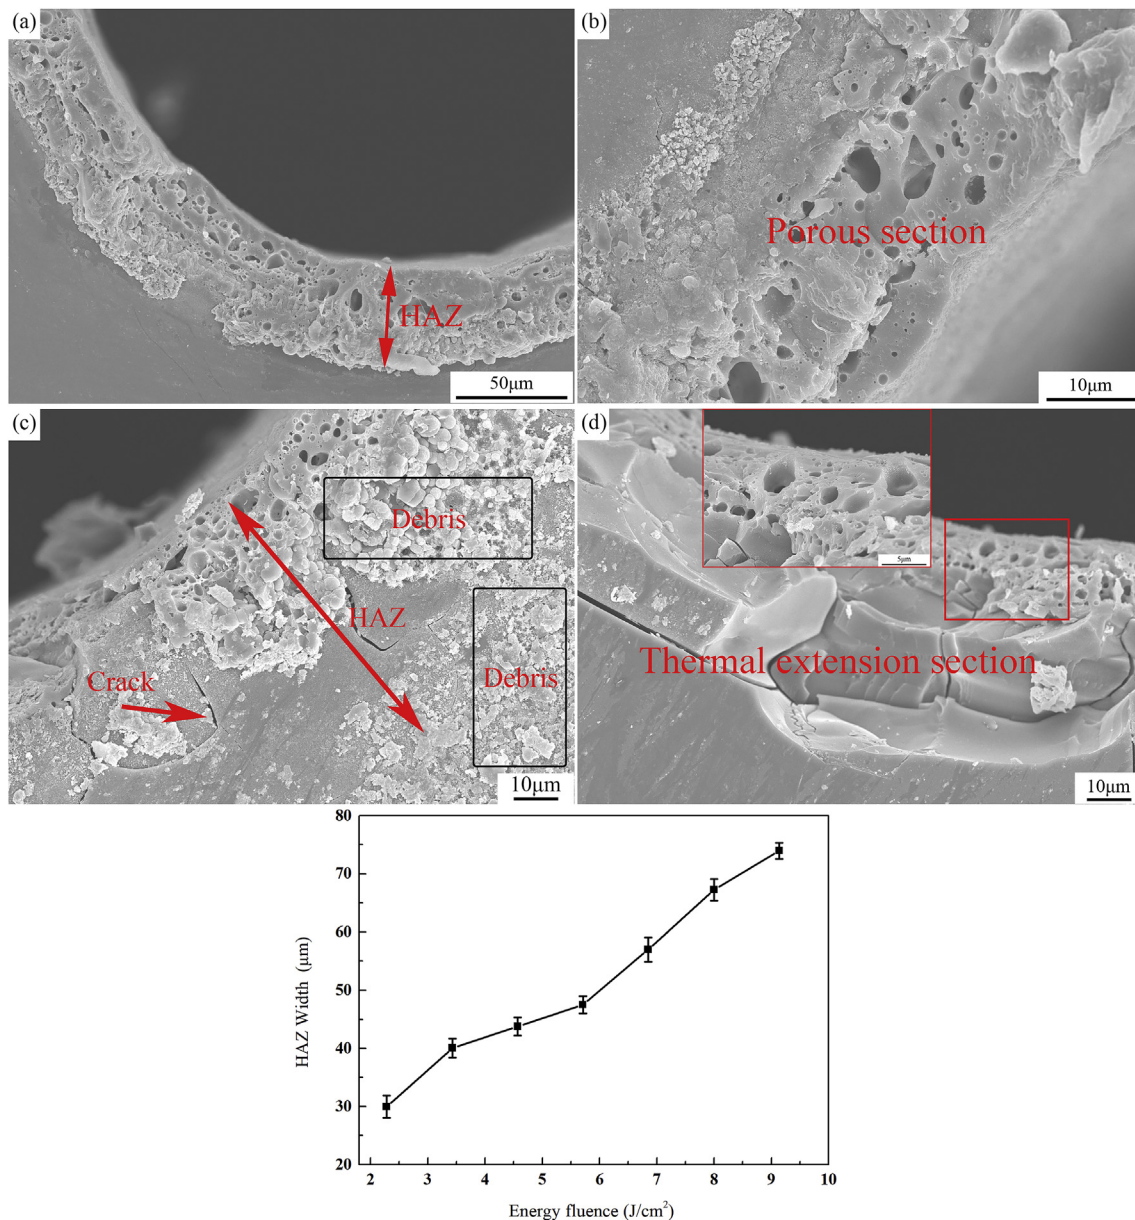 (a)
HAZ
50μm
(b)
Porous section
10μm
(c)
Debris
HAZ
Debris
Crack
10μm
(d)
5μm
Thermal extension section
10μm
80
70
60
50
40
30
20
HAZ Width (μm)
2 3 4 5 6 7 8 9 10
Energy fluence (J/cm²)